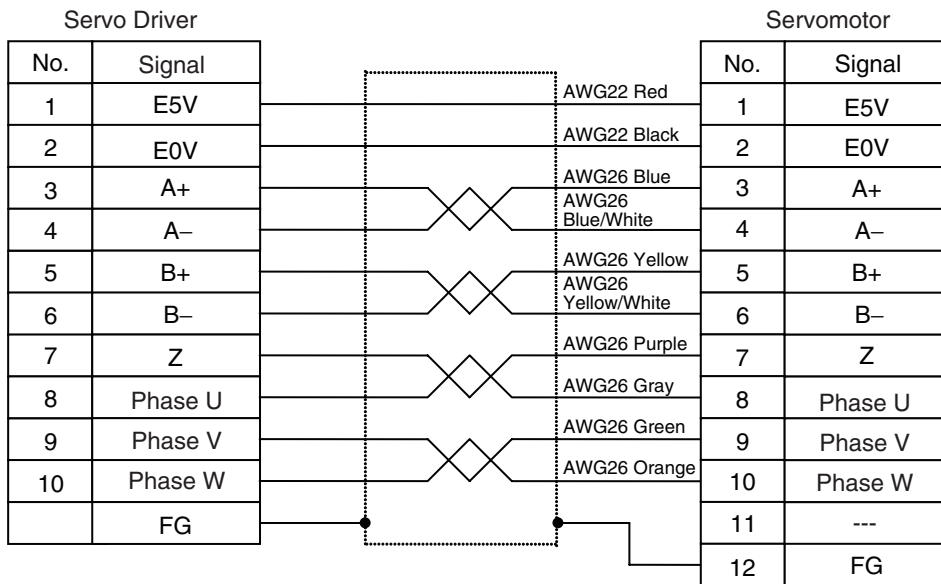 Servo Driver
Servomotor
No. Signal
No. Signal
1 E5V
AWG22 Red
1 E5V
2 E0V
AWG22 Black
2 E0V
3 A+
AWG26 Blue
3 A+
4 A−
AWG26
Blue/White
4 A−
5 B+
AWG26 Yellow
5 B+
6 B−
AWG26
Yellow/White
6 B−
7 Z
AWG26 Purple
7 Z
8 Phase U
AWG26 Gray
8 Phase U
9 Phase V
AWG26 Green
9 Phase V
10 Phase W
AWG26 Orange
10 Phase W
FG
11 ---
12 FG